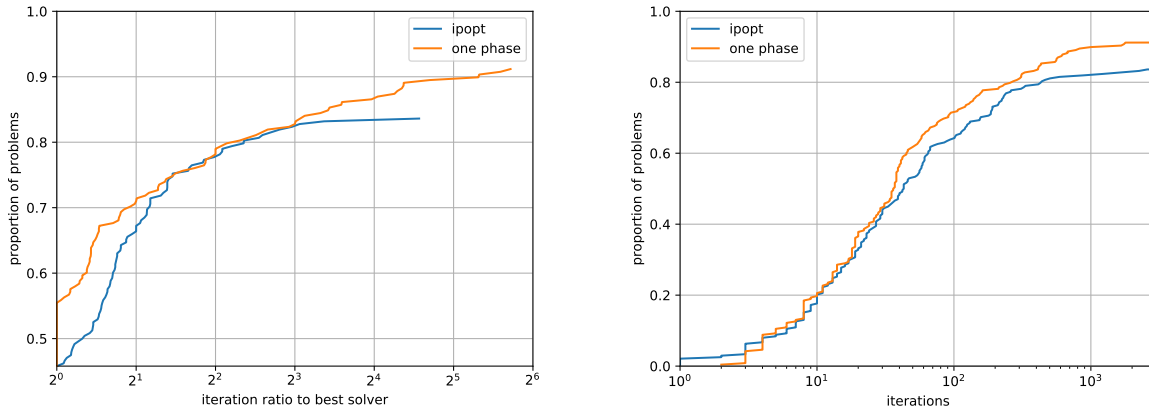 1.0
0.9
0.8
0.7
0.6
0.5
proportion of problems
2^0 2^1 2^2 2^3 2^4 2^5 2^6
iteration ratio to best solver
ipopt
one phase
1.0
0.8
0.6
0.4
0.2
0.0
proportion of problems
10^0 10^1 10^2 10^3
iterations
ipopt
one phase